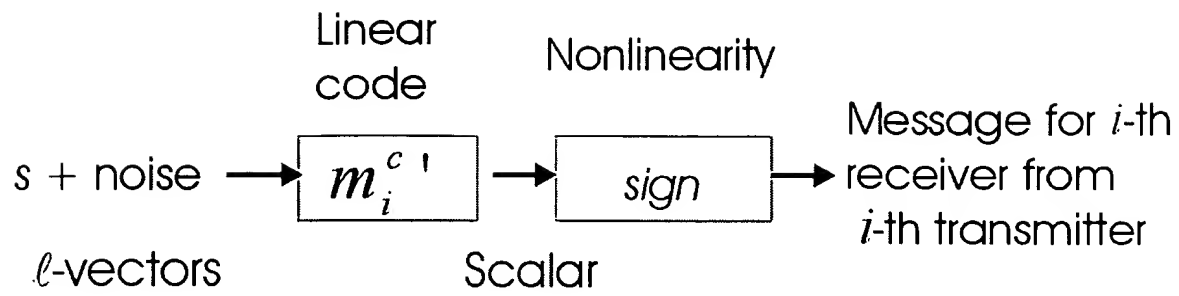 Linear
code
Nonlinearity
s + noise
m_i^c '
sign
Message for i-th
receiver from
i-th transmitter
ℓ-vectors
Scalar